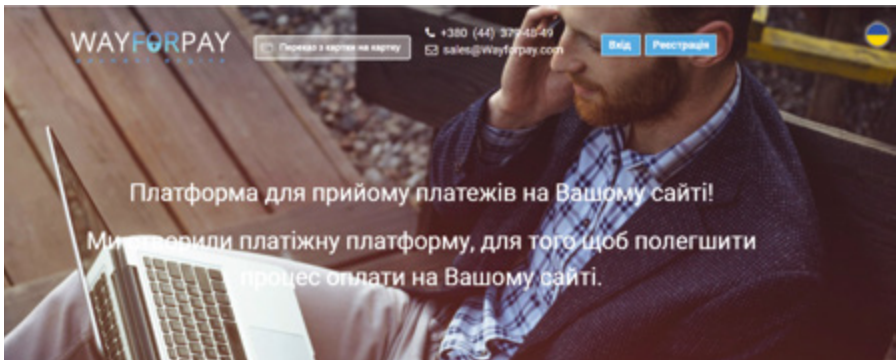 WAYFORPAY
Переказ з картки на картку
+380 (44) 379-48-49
sales@Wayforpay.com
Вхід
Реєстрація
Платформа для прийому платежів на Вашому сайті!
Ми створили платіжну платформу, для того щоб полегшити
процес оплати на Вашому сайті.